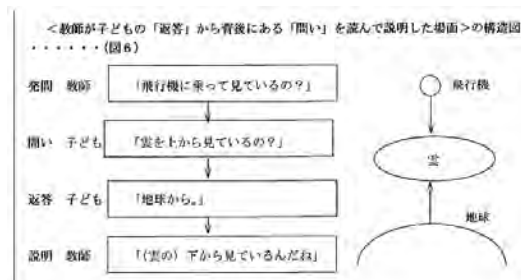 ＜教師が子どもの「返答」から背後にある「問い」を読んで説明した場面＞の構造図
・・・・・・(図6)
発問 教師 「飛行機に乗って見ているの？」
飛行機
問い 子ども 「雲を上から見ているの？」
雲
返答 子ども 「地球から。」
地球
説明 教師 「(雲の) 下から見ているんだね」